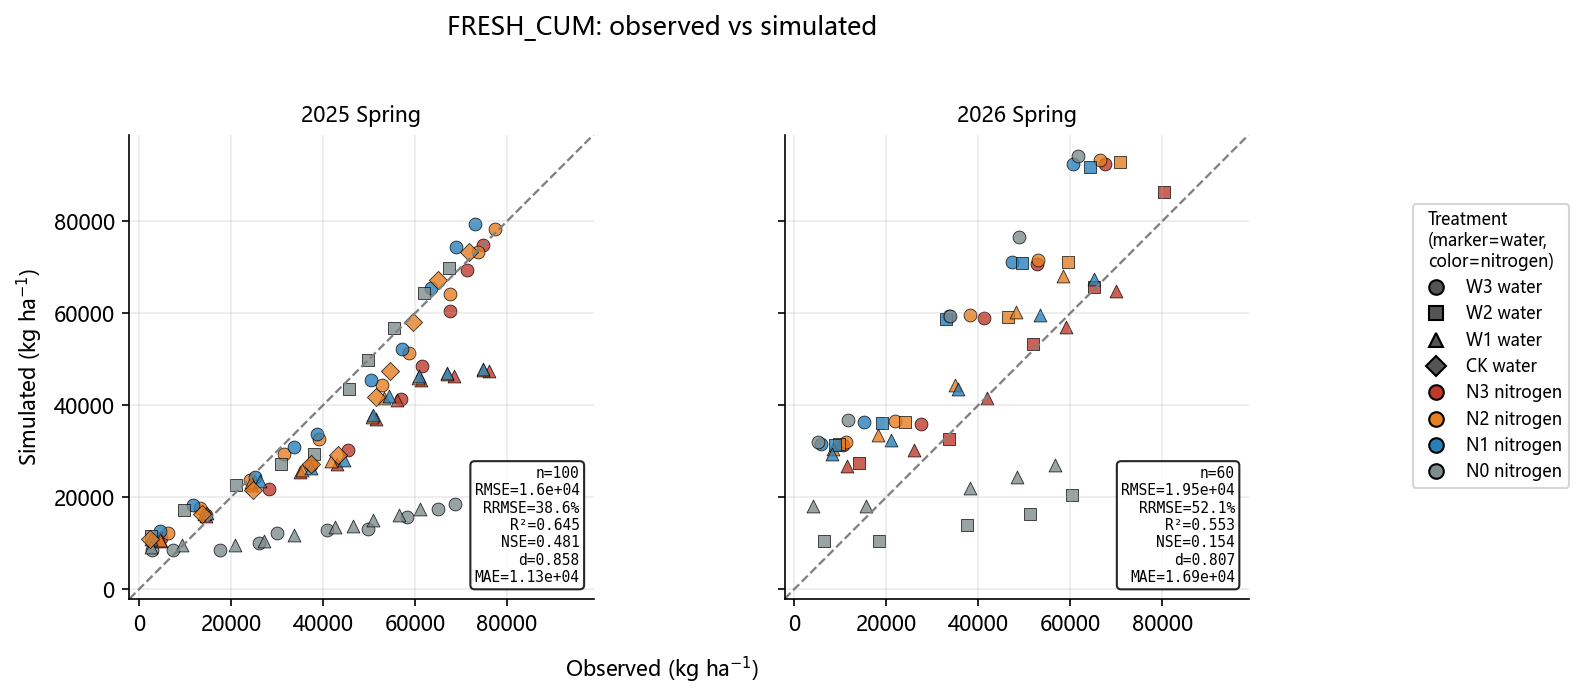 FRESH_CUM: observed vs simulated
2025 Spring
2026 Spring
Simulated (kg ha⁻¹)
80000
60000
40000
20000
0
n=100
RMSE=1.6e+04
RRMSE=38.6%
R²=0.645
NSE=0.481
d=0.858
MAE=1.13e+04
0 20000 40000 60000 80000
n=60
RMSE=1.95e+04
RRMSE=52.1%
R²=0.553
NSE=0.154
d=0.807
MAE=1.69e+04
0 20000 40000 60000 80000
Observed (kg ha⁻¹)
Treatment
(marker=water,
color=nitrogen)
W3 water
W2 water
W1 water
CK water
N3 nitrogen
N2 nitrogen
N1 nitrogen
N0 nitrogen